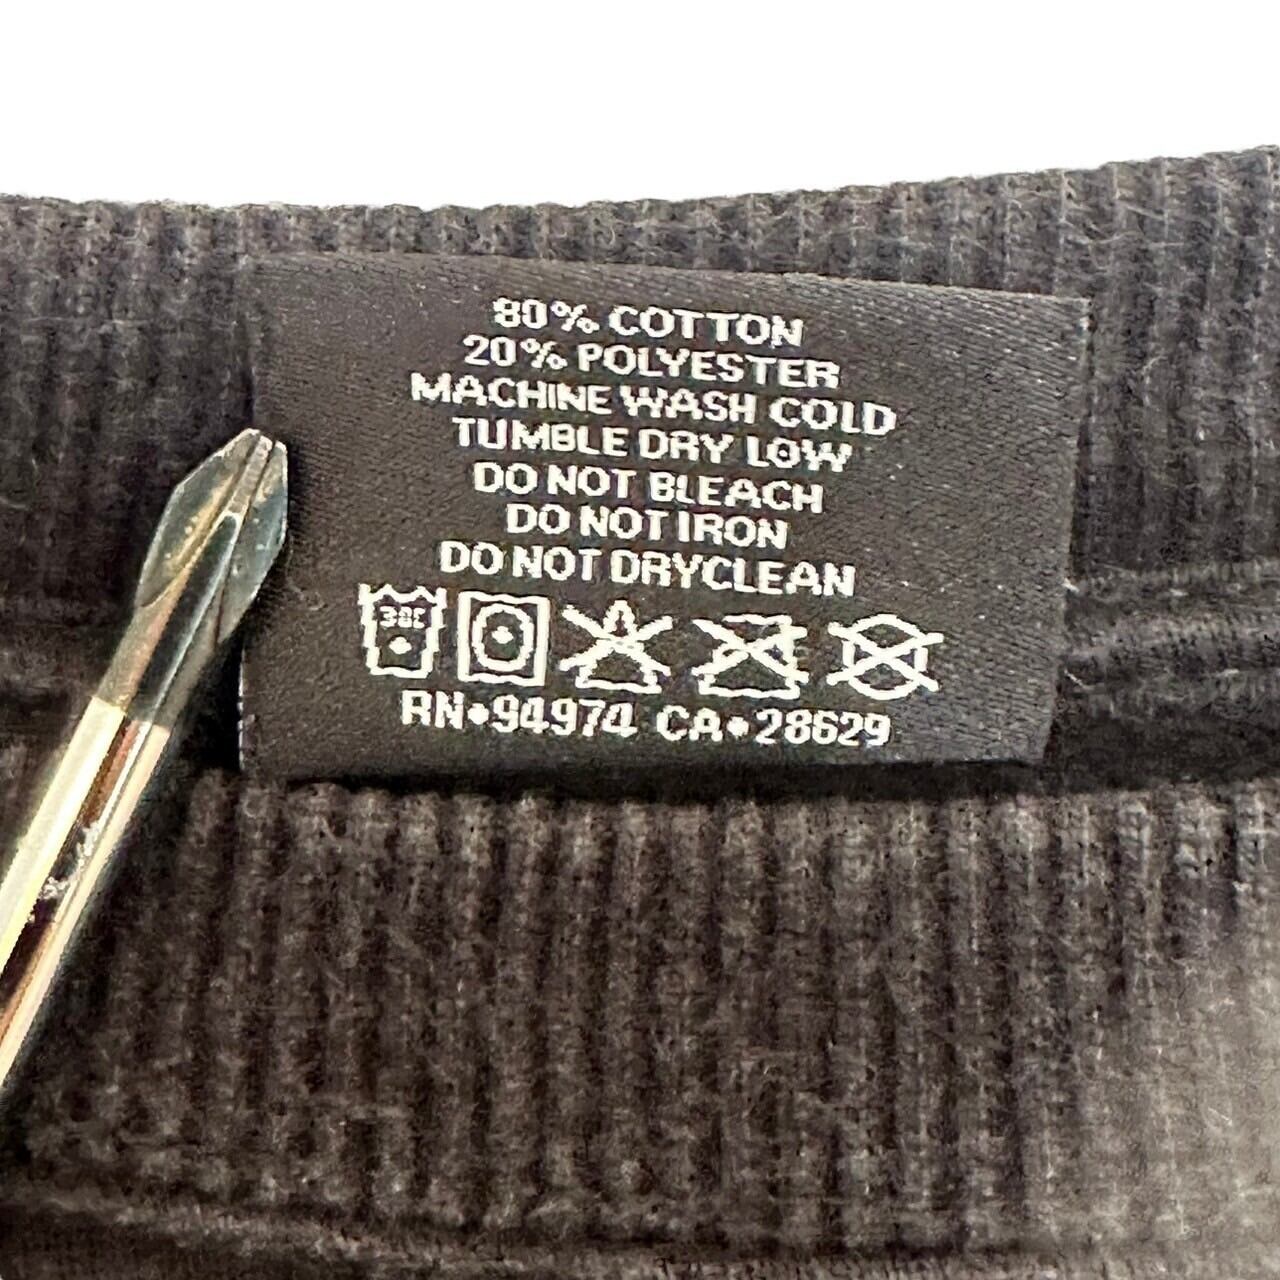 80% COTTON
20% POLYESTER
MACHINE WASH COLD
TUMBLE DRY LOW
DO NOT BLEACH
DO NOT IRON
DO NOT DRYCLEAN
30C
RN•94974 CA•28629